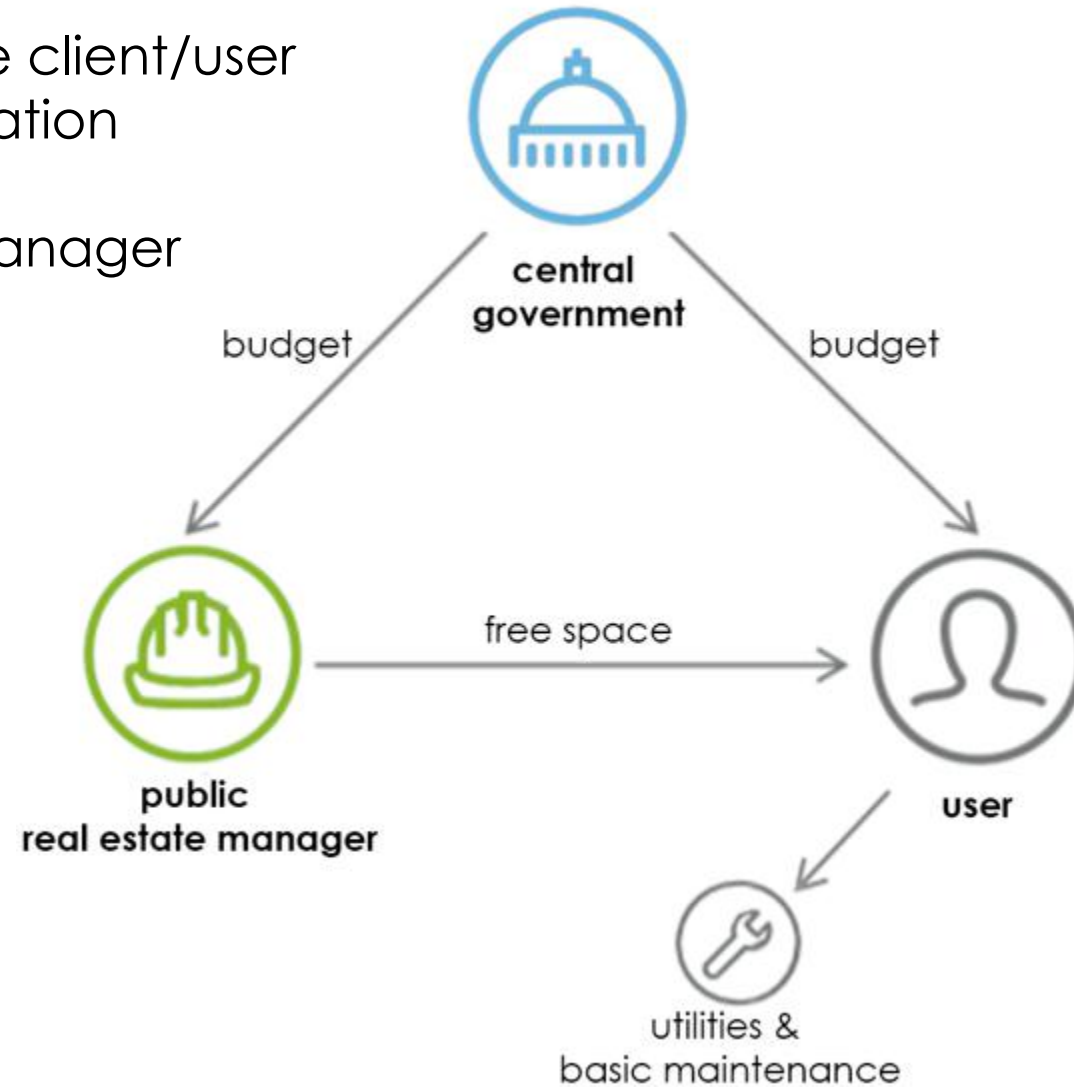 client/user
ation
anager
central
government
budget
budget
free space
public
real estate manager
user
utilities &
basic maintenance